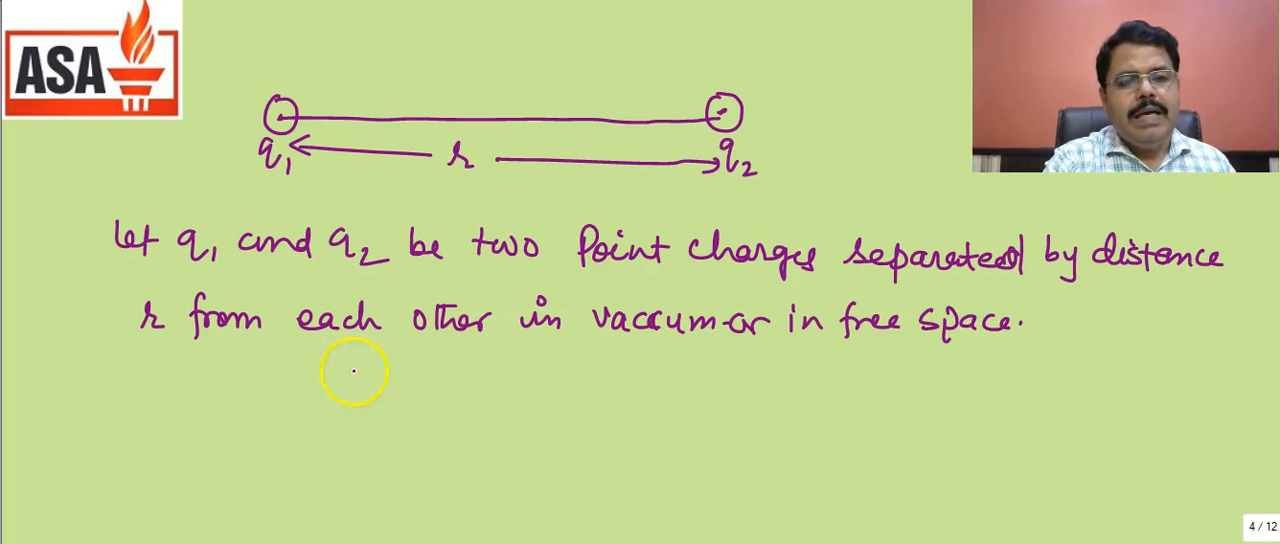 ASA
q₁ r q₂
let q₁ and q₂ be two Point charges separated by distance
r from each other in vaccum or in free space.
4 / 12